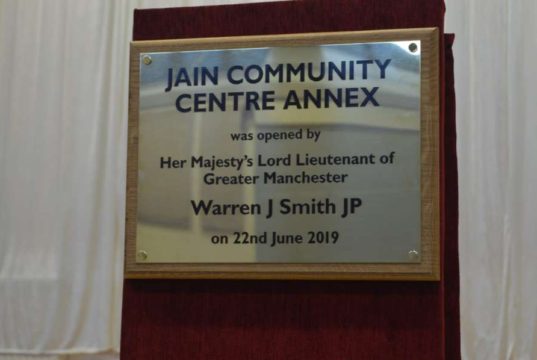 JAIN COMMUNITY
CENTRE ANNEX
was opened by
Her Majesty's Lord Lieutenant of
Greater Manchester
Warren J Smith JP
on 22nd June 2019